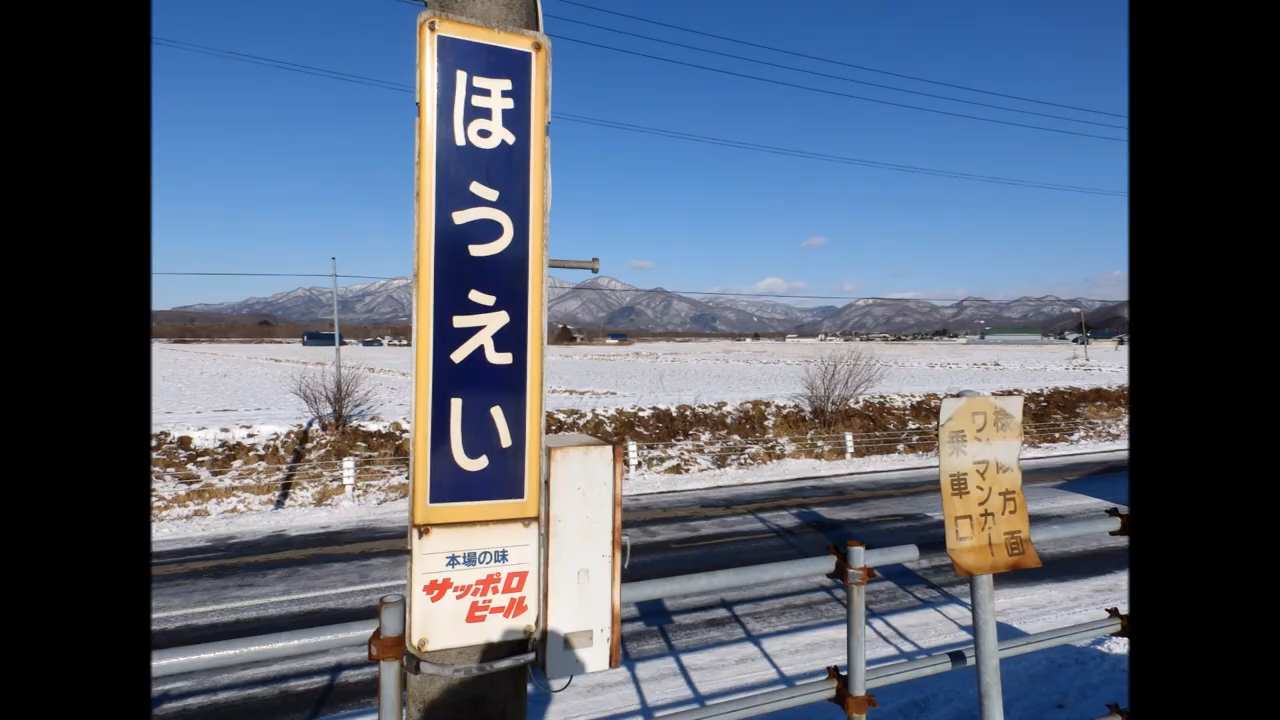 ほうえい
本場の味
サッポロ
ビール
様似方面
ワンマンカー
乗車口